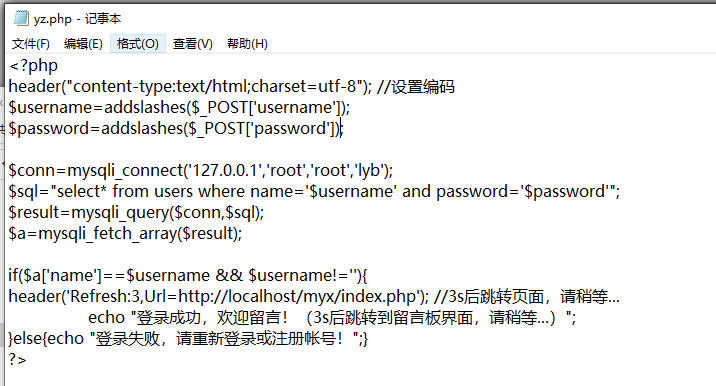 yz.php - 记事本
文件(F) 编辑(E) 格式(O) 查看(V) 帮助(H)
<?php
header("content-type:text/html;charset=utf-8"); //设置编码
$username=addslashes($_POST['username']);
$password=addslashes($_POST['password']);
$conn=mysqli_connect('127.0.0.1','root','root','lyb');
$sql="select* from users where name='$username' and password='$password'";
$result=mysqli_query($conn,$sql);
$a=mysqli_fetch_array($result);
if($a['name']==$username && $username!=''){
header('Refresh:3,Url=http://localhost/myx/index.php'); //3s后跳转页面，请稍等...
echo "登录成功，欢迎留言！（3s后跳转到留言板界面，请稍等...）";
}else{echo "登录失败，请重新登录或注册帐号！";}
?>